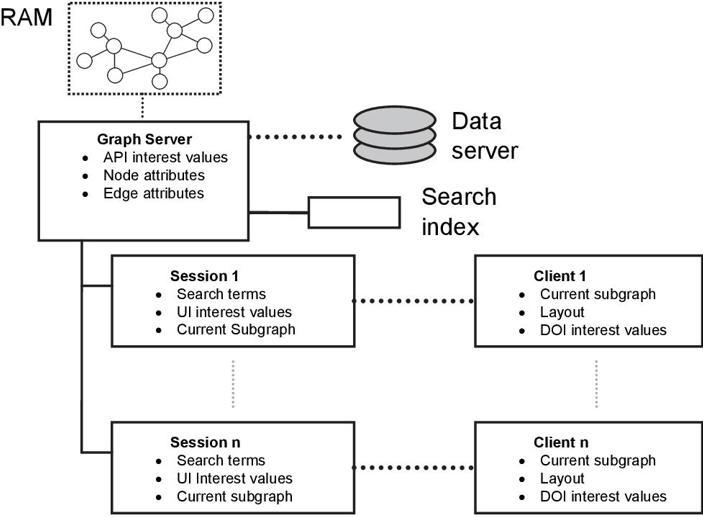 RAM
Graph Server
• API interest values
• Node attributes
• Edge attributes
Data
server
Search
index
Session 1
• Search terms
• UI interest values
• Current Subgraph
Client 1
• Current subgraph
• Layout
• DOI interest values
Session n
• Search terms
• UI Interest values
• Current subgraph
Client n
• Current subgraph
• Layout
• DOI interest values